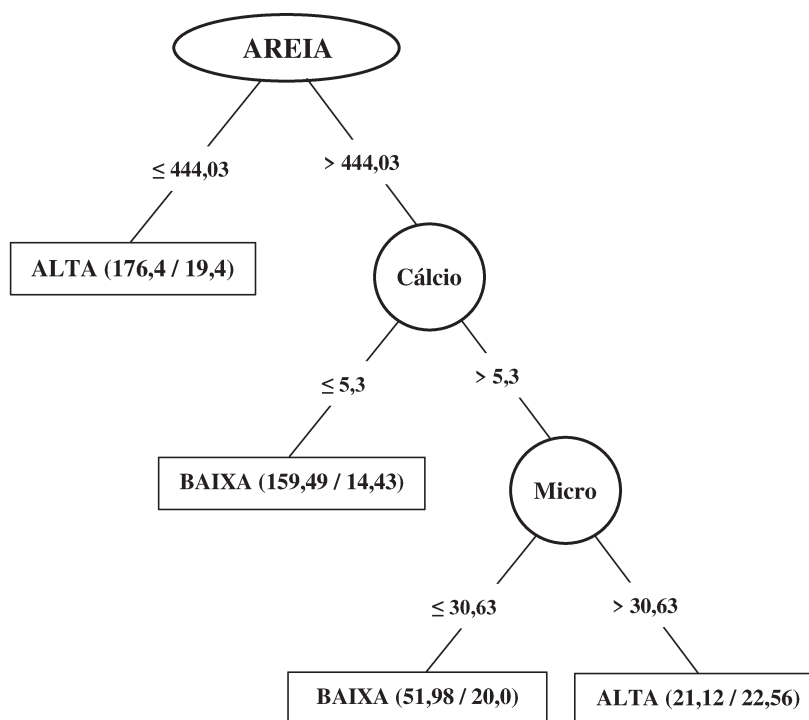 AREIA
≤ 444,03
> 444,03
ALTA (176,4 / 19,4)
Cálcio
≤ 5,3
> 5,3
BAIXA (159,49 / 14,43)
Micro
≤ 30,63
> 30,63
BAIXA (51,98 / 20,0)
ALTA (21,12 / 22,56)